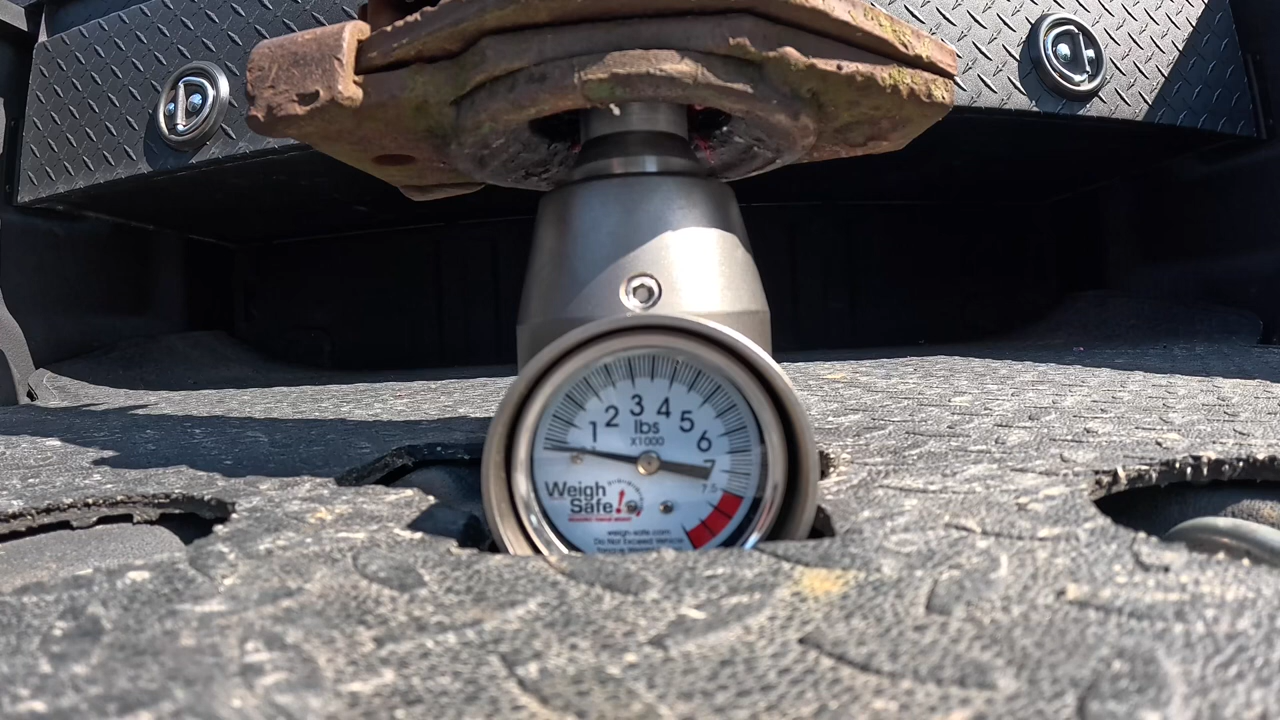 1 2 3 4 5 6 7
lbs
X1000
7.5
Weigh
Safe
weigh-safe.com
Do Not Exceed Vehicle